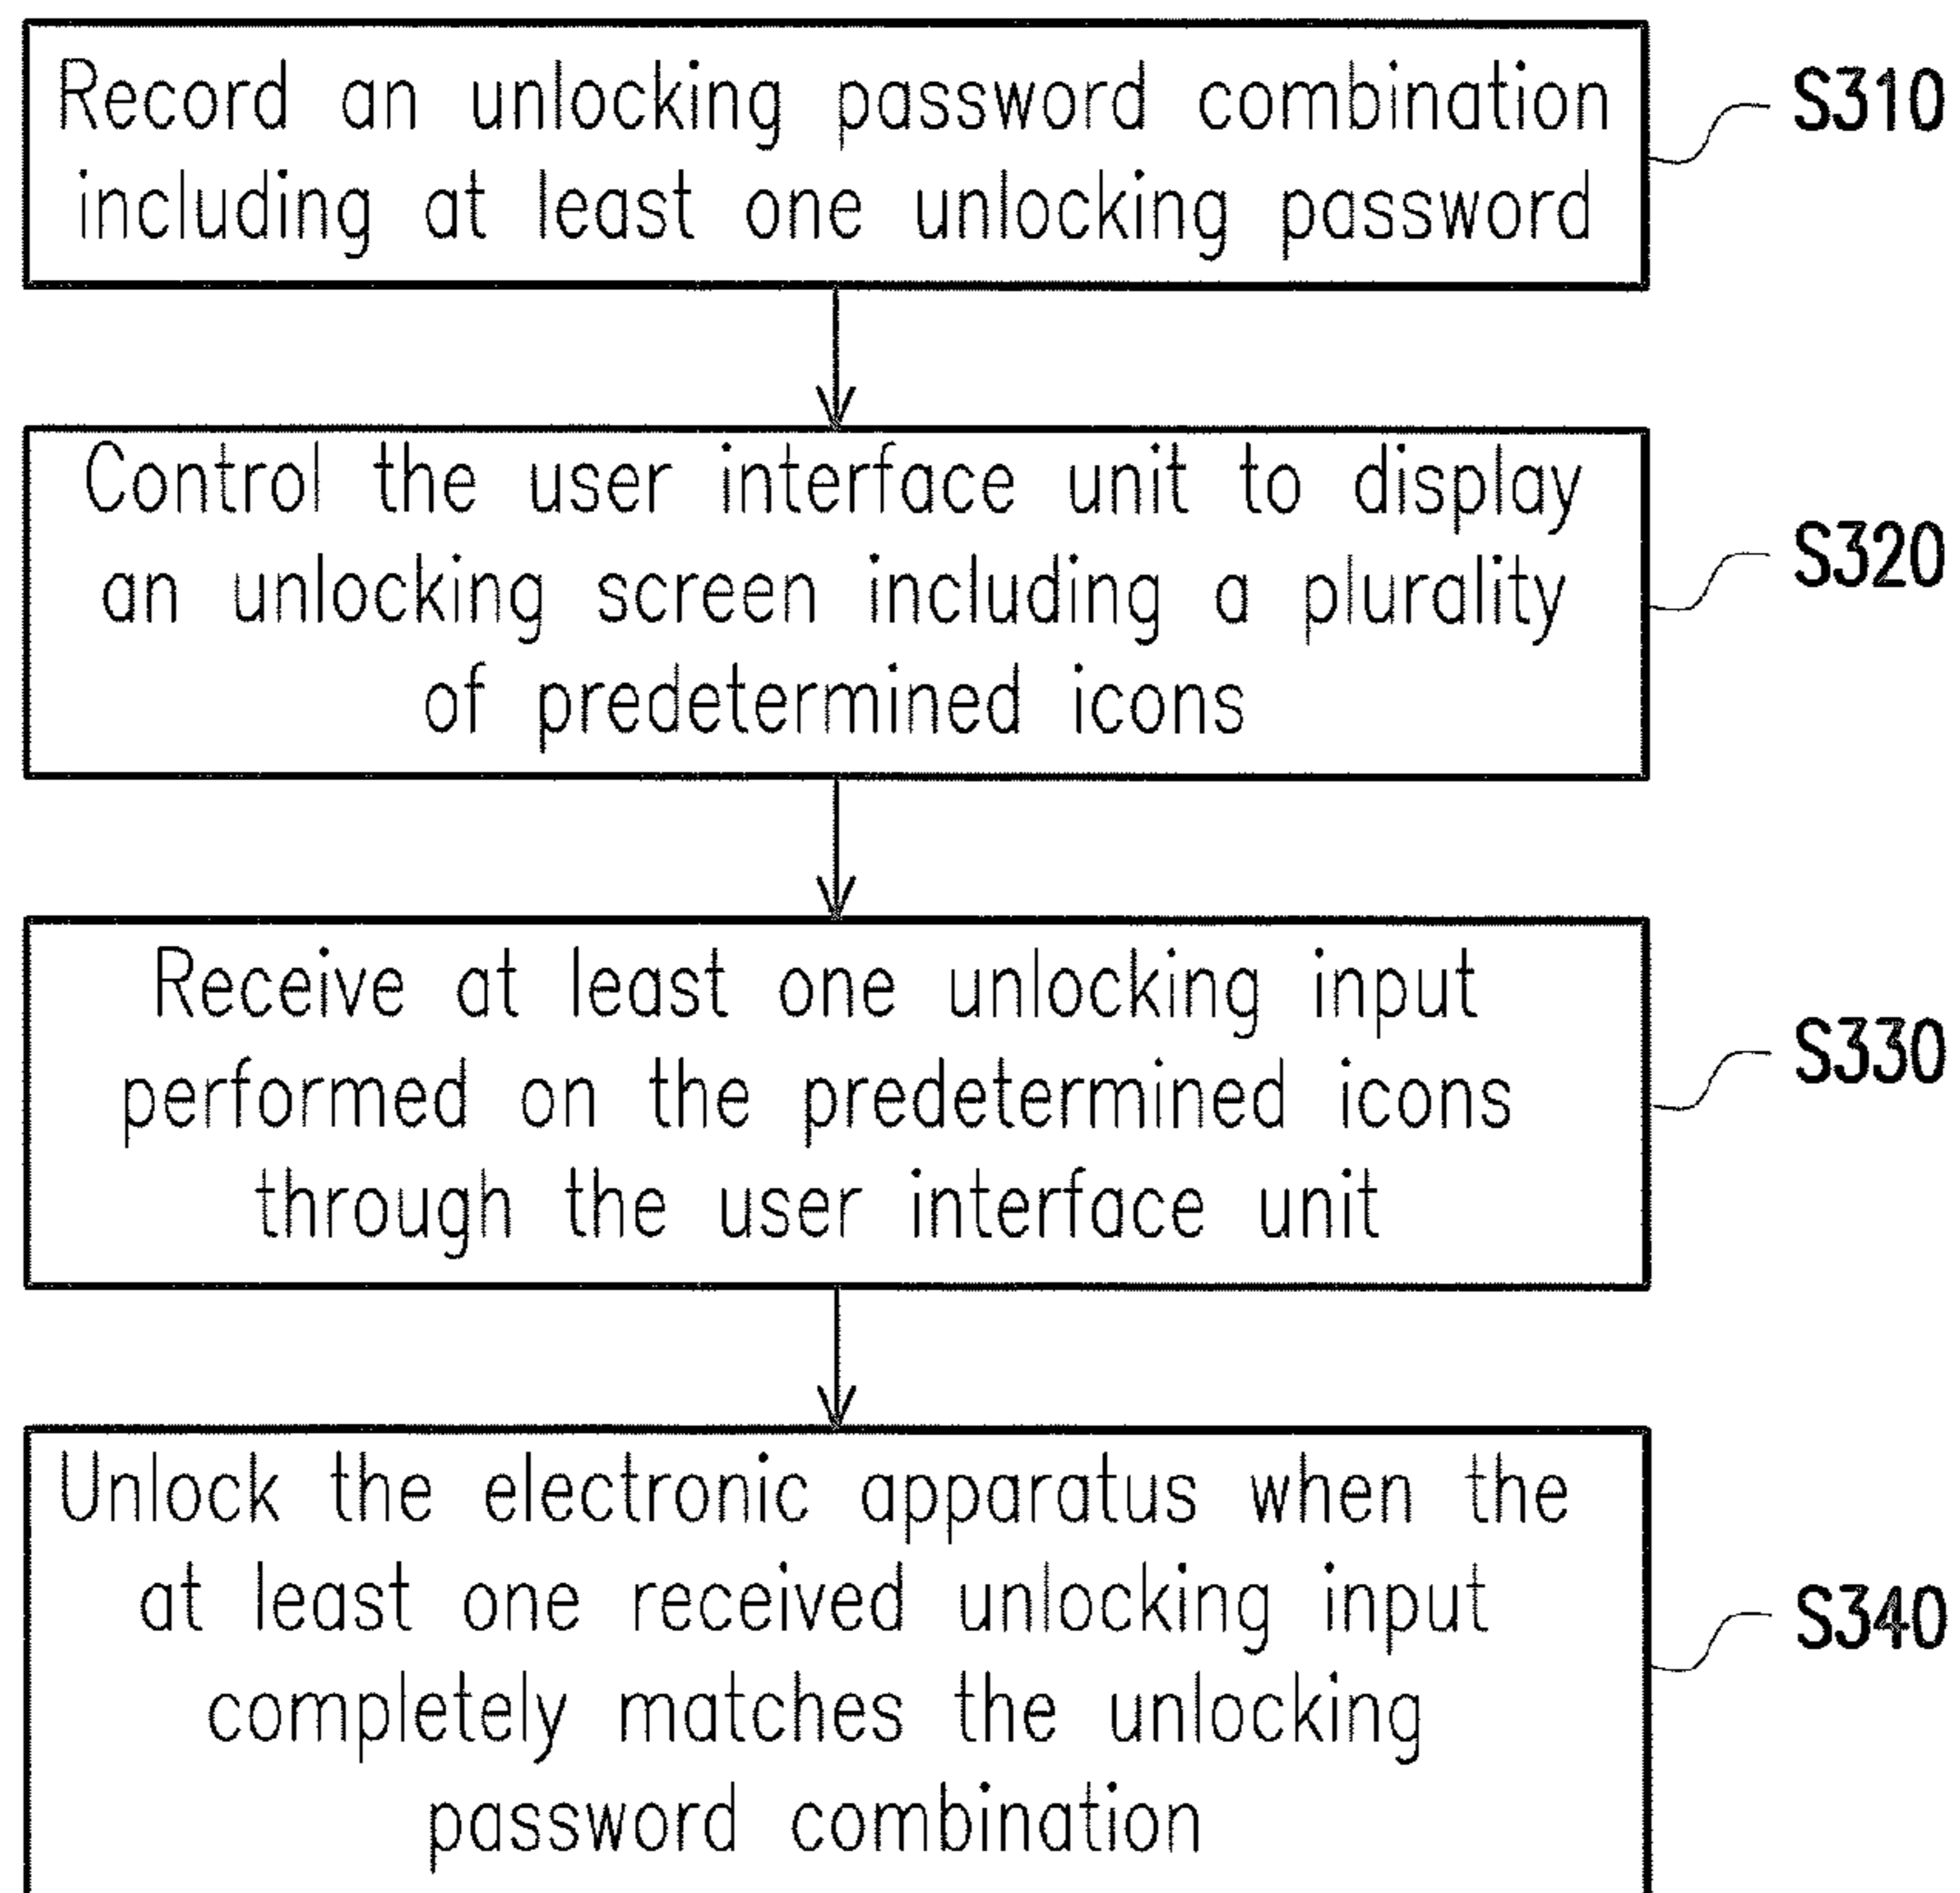 Record an unlocking password combination
including at least one unlocking password
S310
Control the user interface unit to display
an unlocking screen including a plurality
of predetermined icons
S320
Receive at least one unlocking input
performed on the predetermined icons
through the user interface unit
S330
Unlock the electronic apparatus when the
at least one received unlocking input
completely matches the unlocking
password combination
S340